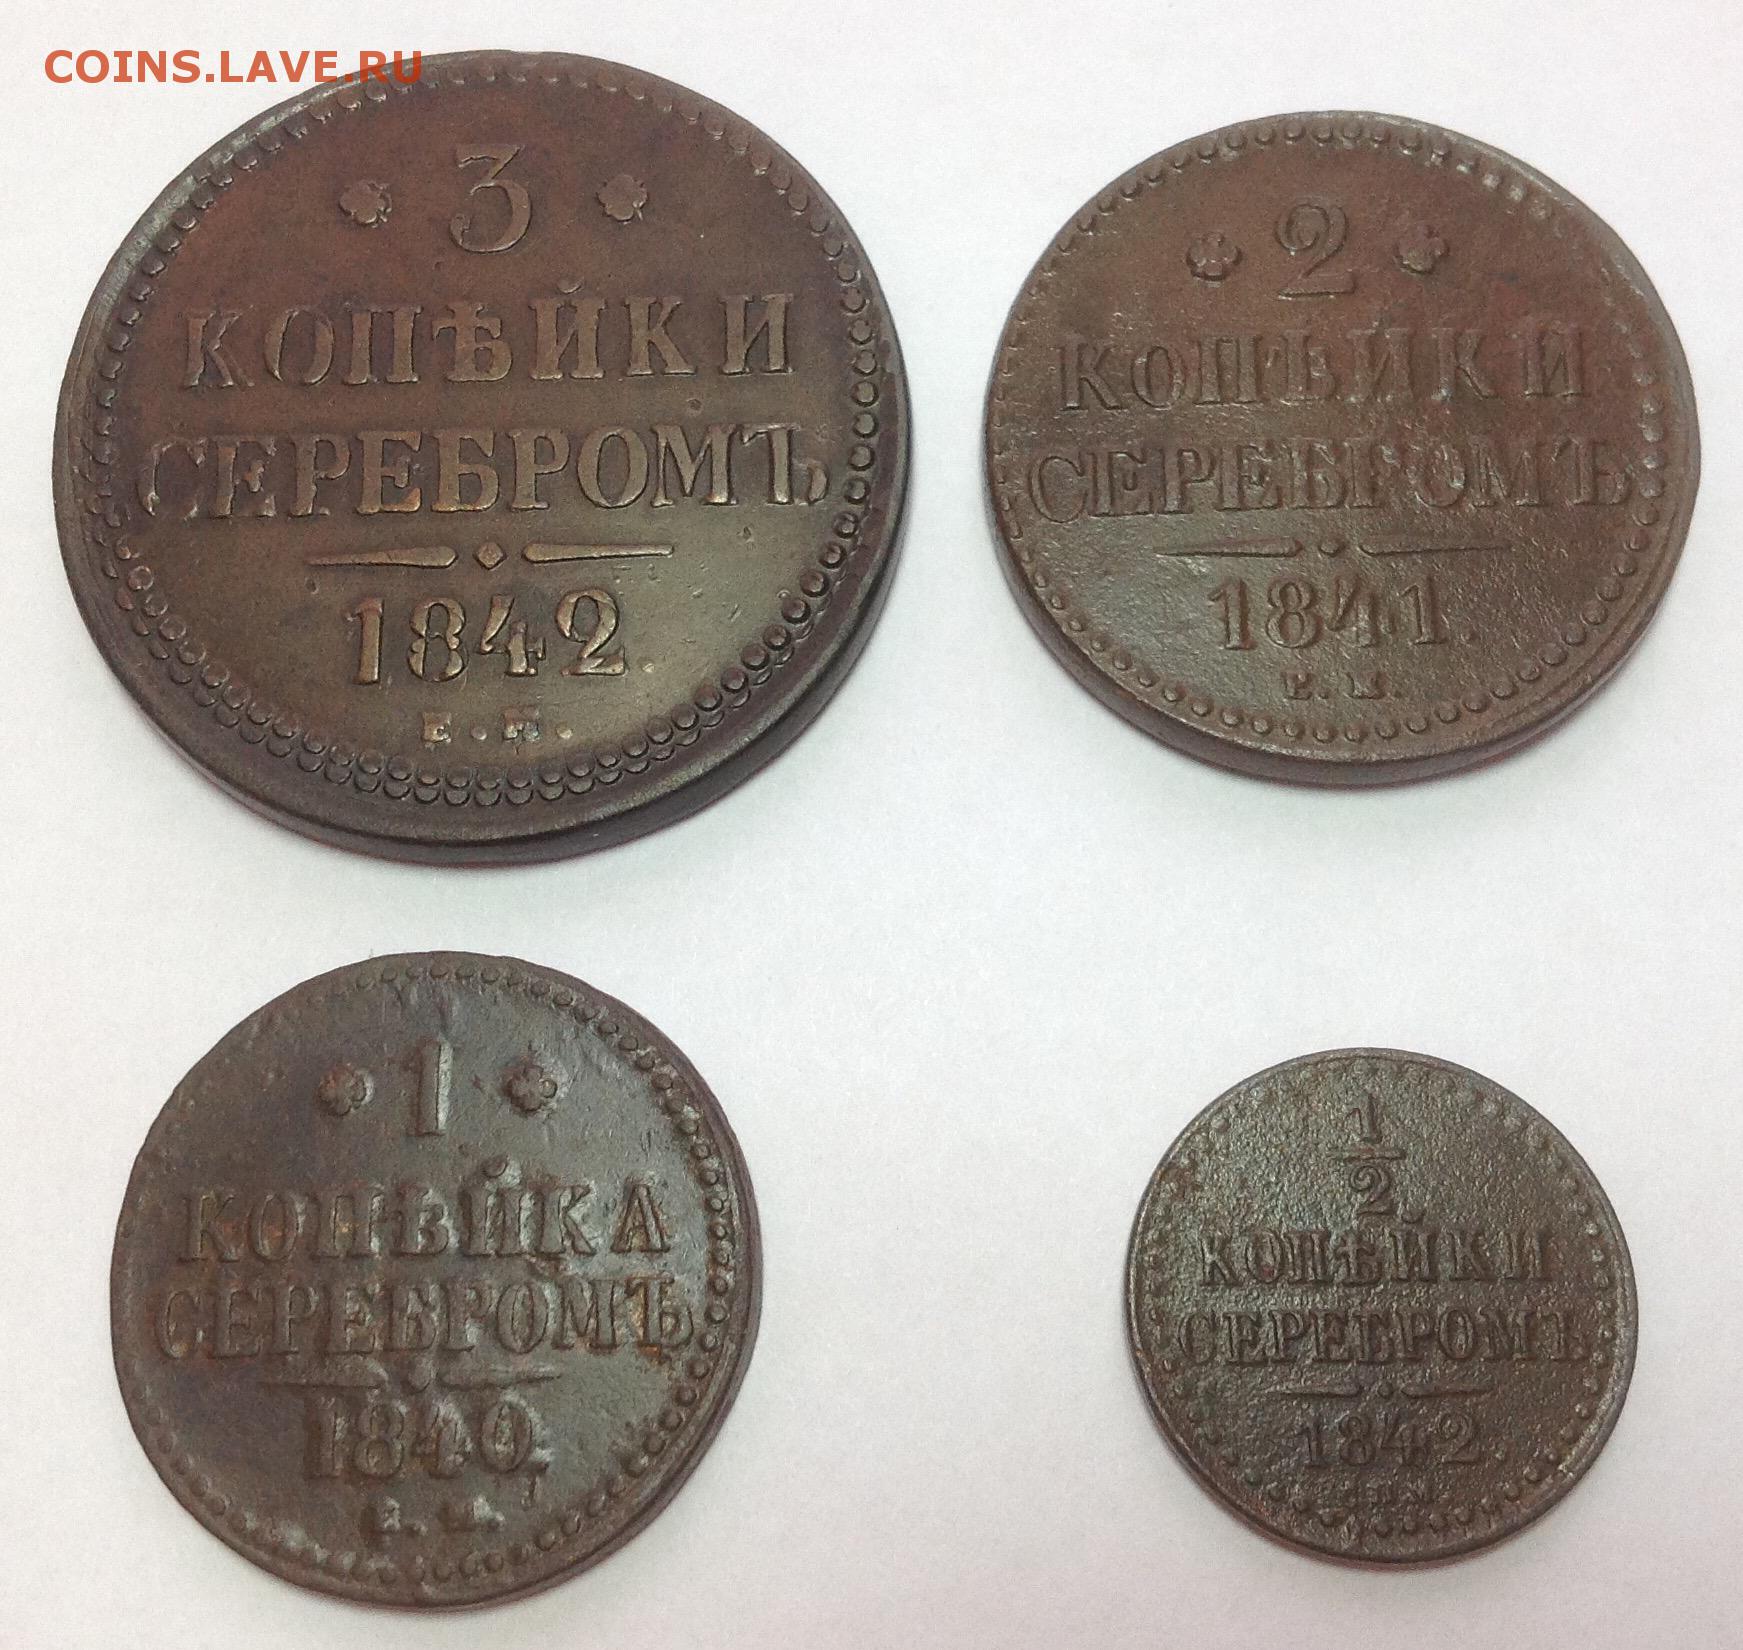 COINS.LAVE.RU
3
КОПѢЙКИ
СЕРЕБРОМЪ
1842.
Е.М.
2
КОПѢЙКИ
СЕРЕБРОМЪ
1841.
Е.М.
1
КОПѢЙКА
СЕРЕБРОМЪ
1840
Е.М.
1
2
КОПѢЙКИ
СЕРЕБРОМЪ
1842.